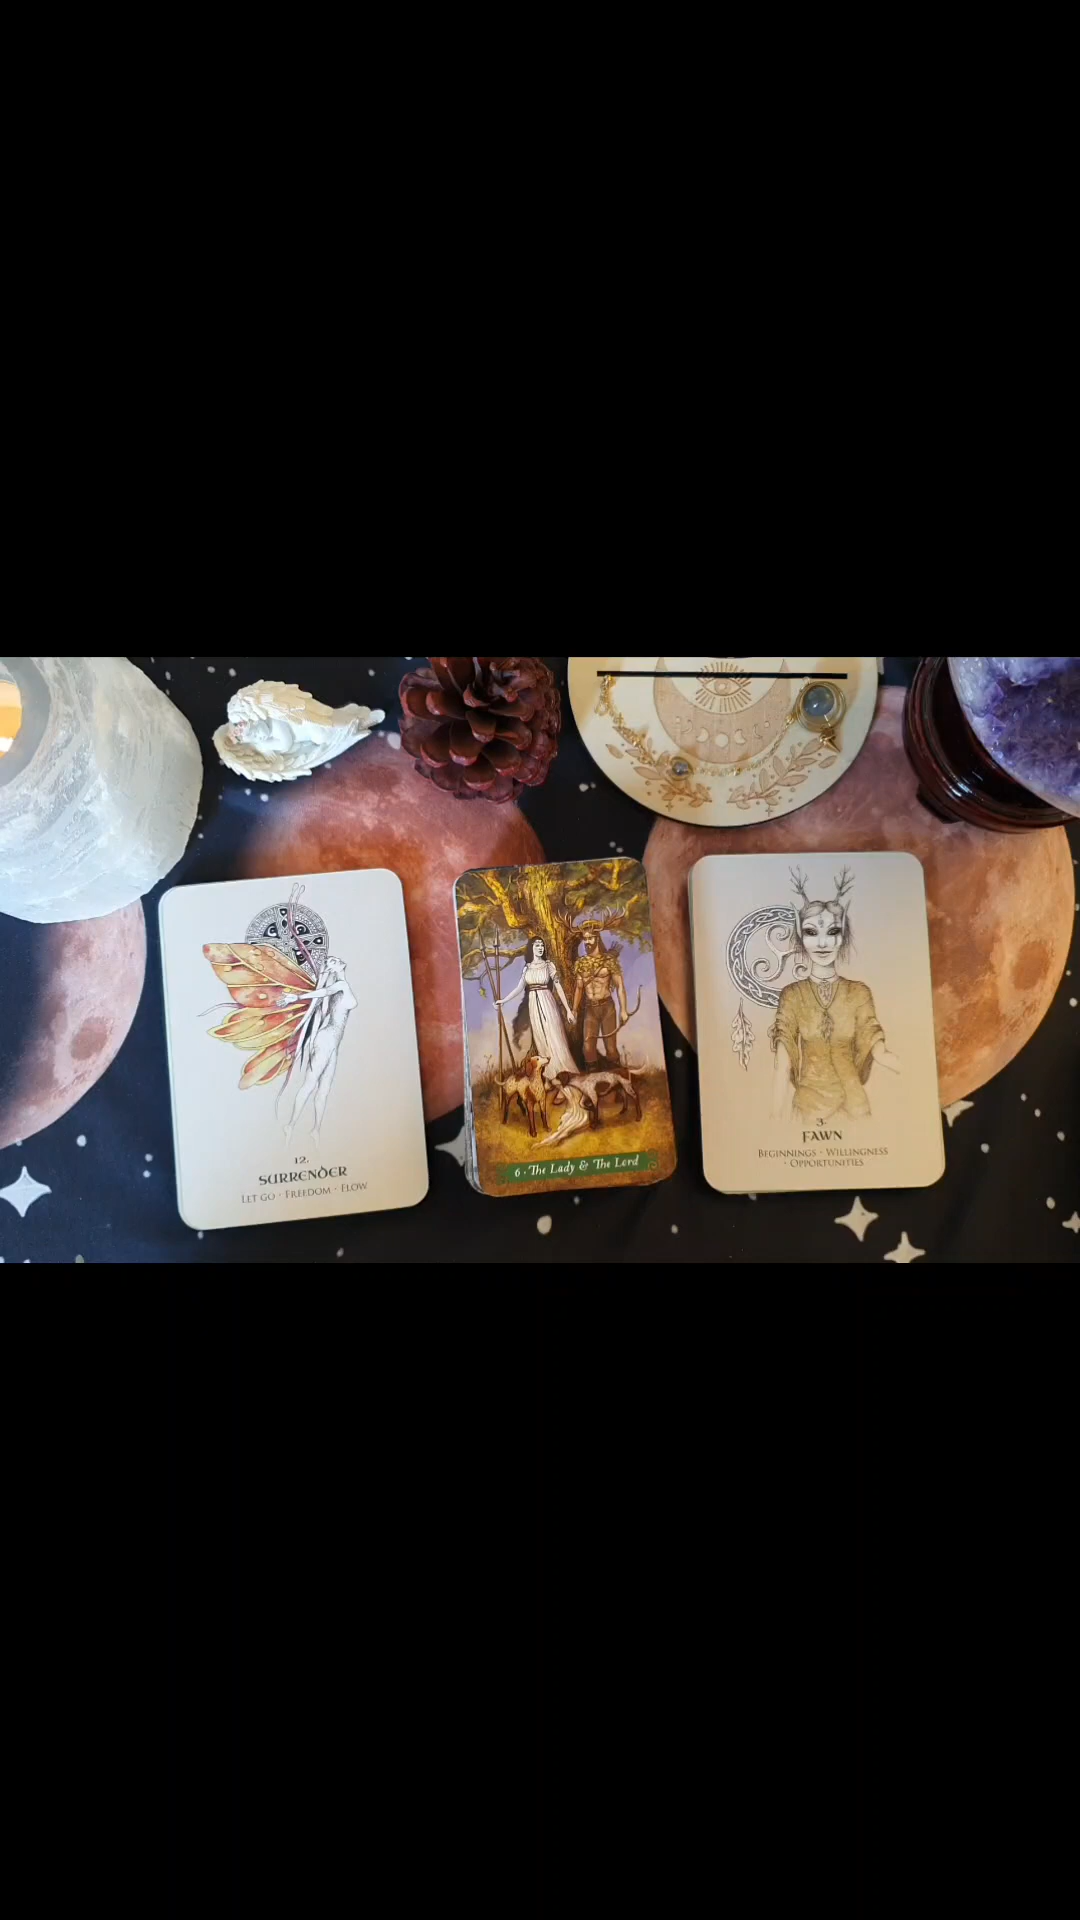 12.
SURRENDER
LET GO · FREEDOM · FLOW
6 · The Lady & The Lord
3.
FAWN
BEGINNINGS · WILLINGNESS
· OPPORTUNITIES